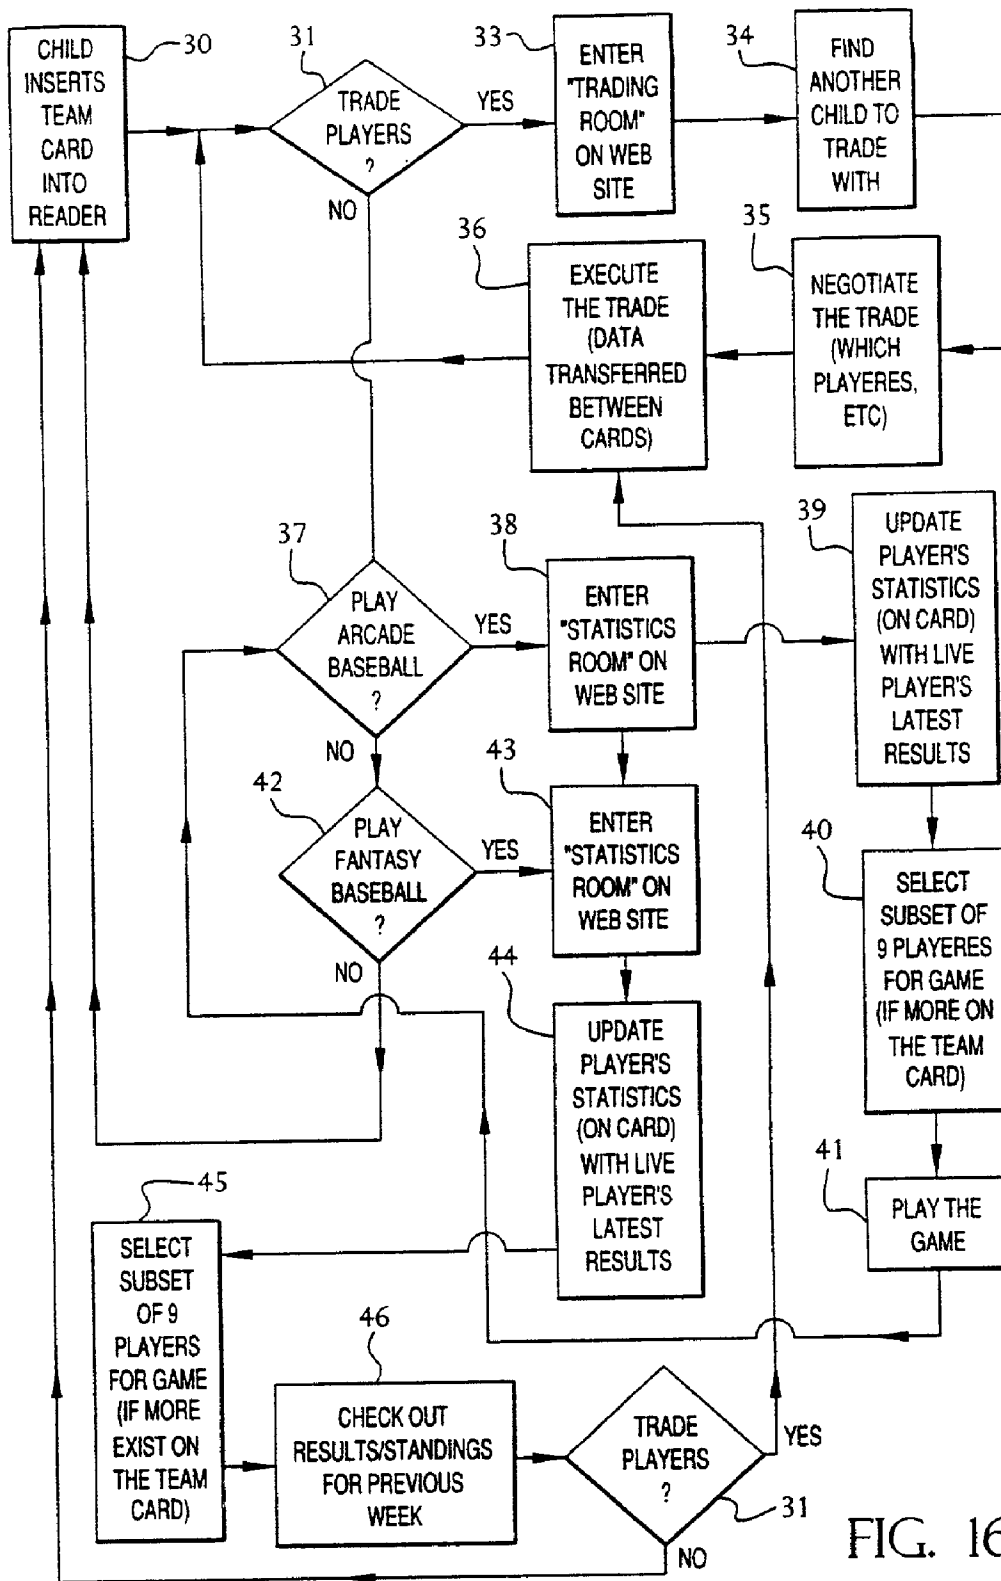 CHILD
INSERTS
TEAM
CARD
INTO
READER
30
31
TRADE
PLAYERS
?
YES
NO
33
ENTER
"TRADING
ROOM"
ON WEB
SITE
34
FIND
ANOTHER
CHILD TO
TRADE
WITH
35
NEGOTIATE
THE TRADE
(WHICH
PLAYERES,
ETC)
36
EXECUTE
THE TRADE
(DATA
TRANSFERRED
BETWEEN
CARDS)
37
PLAY
ARCADE
BASEBALL
?
YES
NO
38
ENTER
"STATISTICS
ROOM" ON
WEB SITE
39
UPDATE
PLAYER'S
STATISTICS
(ON CARD)
WITH LIVE
PLAYER'S
LATEST
RESULTS
40
SELECT
SUBSET OF
9 PLAYERES
FOR GAME
(IF MORE ON
THE TEAM
CARD)
41
PLAY THE
GAME
42
PLAY
FANTASY
BASEBALL
?
YES
NO
43
ENTER
"STATISTICS
ROOM" ON
WEB SITE
44
UPDATE
PLAYER'S
STATISTICS
(ON CARD)
WITH LIVE
PLAYER'S
LATEST
RESULTS
45
SELECT
SUBSET
OF 9
PLAYERS
FOR GAME
(IF MORE
EXIST ON
THE TEAM
CARD)
46
CHECK OUT
RESULTS/STANDINGS
FOR PREVIOUS
WEEK
TRADE
PLAYERS
?
YES
31
NO
FIG. 16